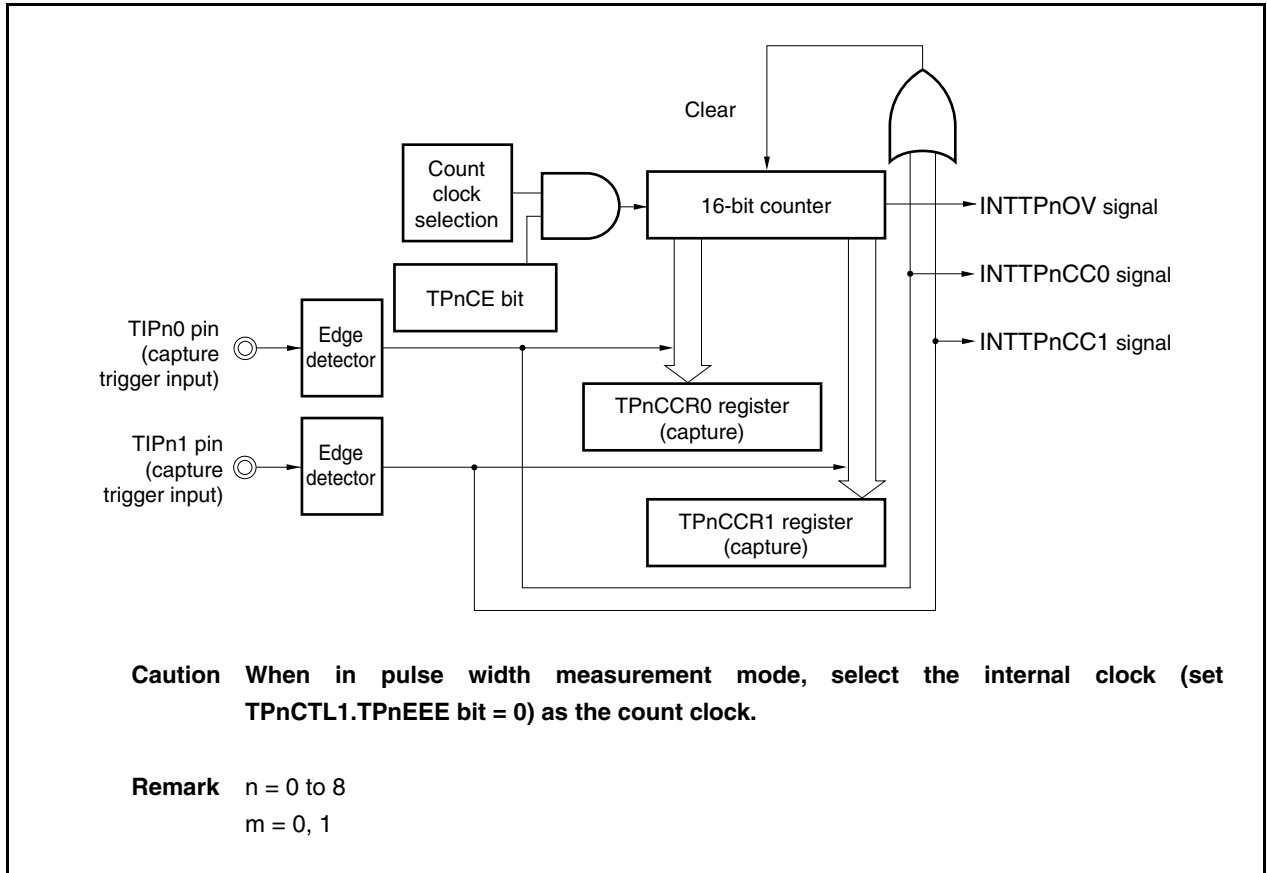 Clear
Count
clock
selection
16-bit counter
INTTPnOV signal
INTTPnCC0 signal
TPnCE bit
TIPn0 pin
(capture
trigger input)
Edge
detector
INTTPnCC1 signal
TPnCCR0 register
(capture)
TIPn1 pin
(capture
trigger input)
Edge
detector
TPnCCR1 register
(capture)
Caution When in pulse width measurement mode, select the internal clock (set
TPnCTL1.TPnEEE bit = 0) as the count clock.
Remark n = 0 to 8
m = 0, 1